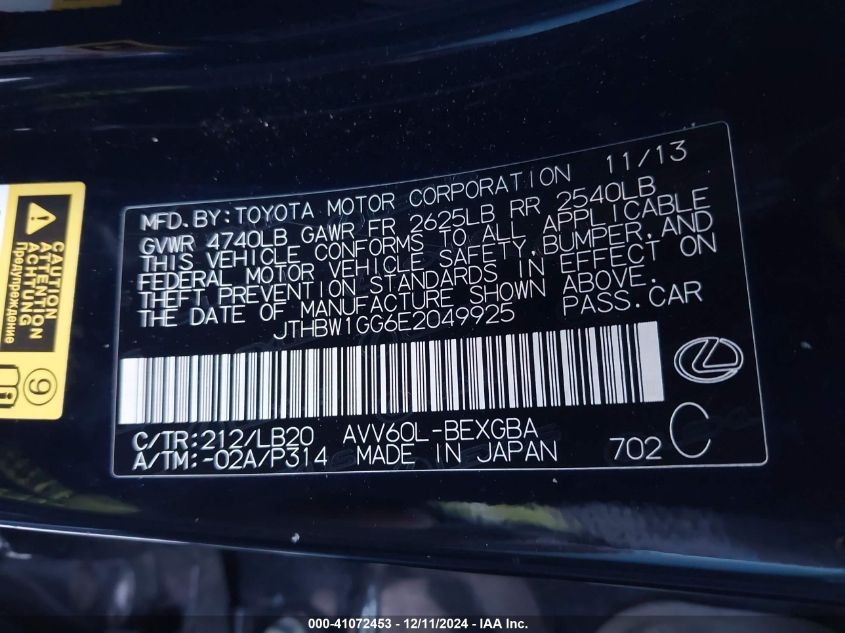 11/13
MFD.BY:TOYOTA MOTOR CORPORATION
GVWR 4740LB GAWR FR 2625LB RR 2540LB
THIS VEHICLE CONFORMS TO ALL APPLICABLE
FEDERAL MOTOR VEHICLE SAFETY,BUMPER,AND
THEFT PREVENTION STANDARDS IN EFFECT ON
THE DATE OF MANUFACTURE SHOWN ABOVE.
JTHBW1GG6E2049925 PASS.CAR
C/TR:212/LB20 AVV60L-BEXGBA
A/TM:-02A/P314 MADE IN JAPAN 702 C
CAUTION
ATTENTION
ACHTUNG
Предупреждение
9
000-41072453 - 12/11/2024 - IAA Inc.